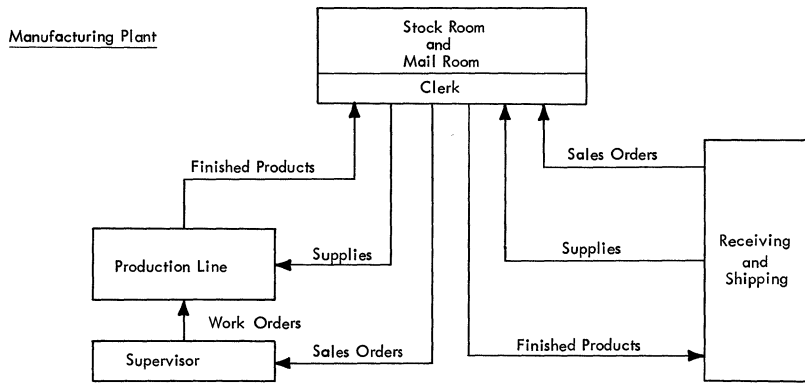 Manufacturing Plant
Stock Room
and
Mail Room
Clerk
Finished Products
Sales Orders
Production Line
Supplies
Supplies
Receiving
and
Shipping
Work Orders
Supervisor
Sales Orders
Finished Products